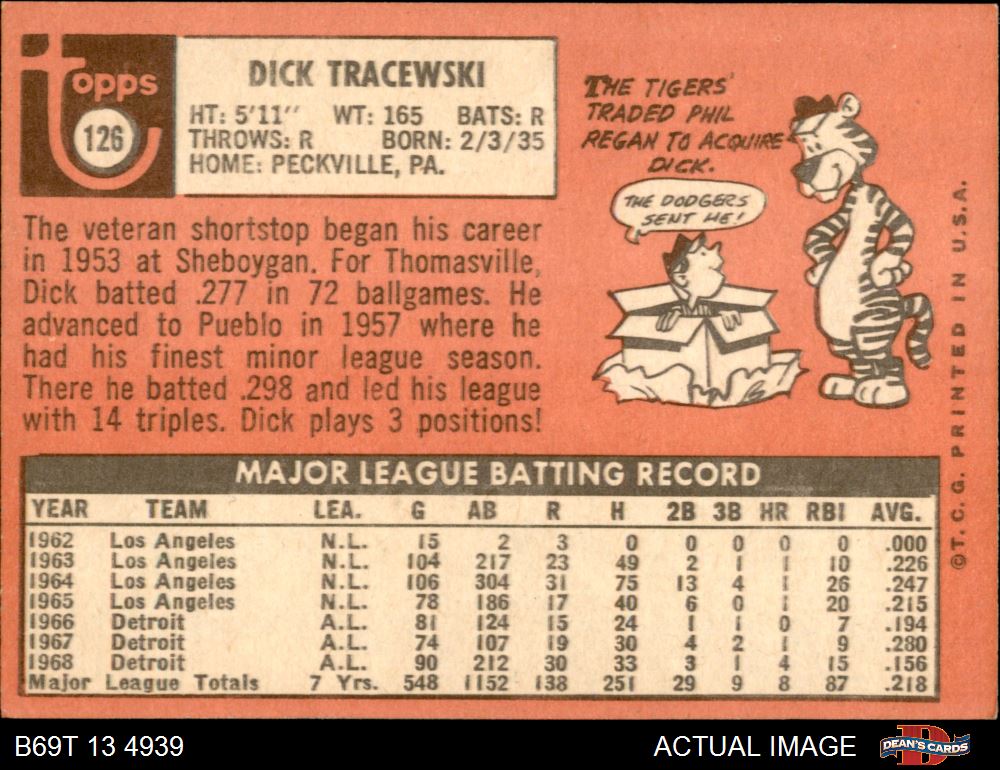 Topps
126
DICK TRACEWSKI
HT: 5'11" WT: 165 BATS: R
THROWS: R BORN: 2/3/35
HOME: PECKVILLE, PA.
The veteran shortstop began his career
in 1953 at Sheboygan. For Thomasville,
Dick batted .277 in 72 ballgames. He
advanced to Pueblo in 1957 where he
had his finest minor league season.
There he batted .298 and led his league
with 14 triples. Dick plays 3 positions!
THE TIGERS
TRADED PHIL
REGAN TO ACQUIRE
DICK.
THE DODGERS
SENT ME!
MAJOR LEAGUE BATTING RECORD
YEAR TEAM LEA. G AB R H 2B 3B HR RBI AVG.
1962 Los Angeles N.L. 15 2 3 0 0 0 0 0 .000
1963 Los Angeles N.L. 104 217 23 49 2 1 1 10 .226
1964 Los Angeles N.L. 106 304 31 75 13 4 1 26 .247
1965 Los Angeles N.L. 78 186 17 40 6 0 1 20 .215
1966 Detroit A.L. 81 124 15 24 1 1 0 7 .194
1967 Detroit A.L. 74 107 19 30 4 2 1 9 .280
1968 Detroit A.L. 90 212 30 33 3 1 4 15 .156
Major League Totals 7 Yrs. 548 1152 138 251 29 9 8 87 .218
©T. C. G. PRINTED IN U.S.A.
B69T 13 4939
ACTUAL IMAGE
D
DEAN'S CARDS